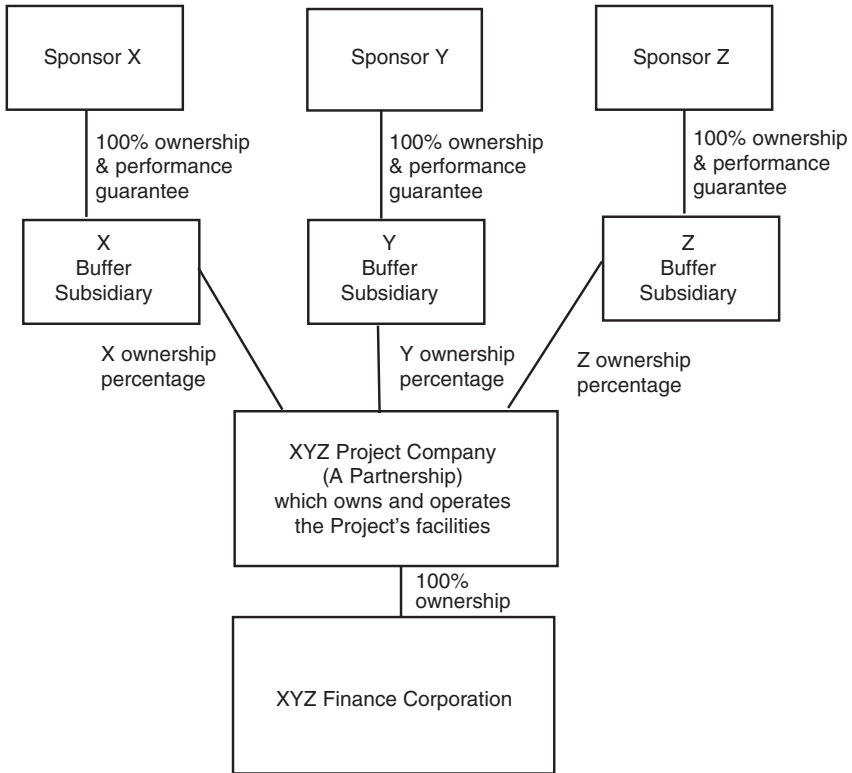 Sponsor X
Sponsor Y
Sponsor Z
100% ownership
& performance
guarantee
100% ownership
& performance
guarantee
100% ownership
& performance
guarantee
X
Buffer
Subsidiary
Y
Buffer
Subsidiary
Z
Buffer
Subsidiary
X ownership
percentage
Y ownership
percentage
Z ownership
percentage
XYZ Project Company
(A Partnership)
which owns and operates
the Project’s facilities
100%
ownership
XYZ Finance Corporation